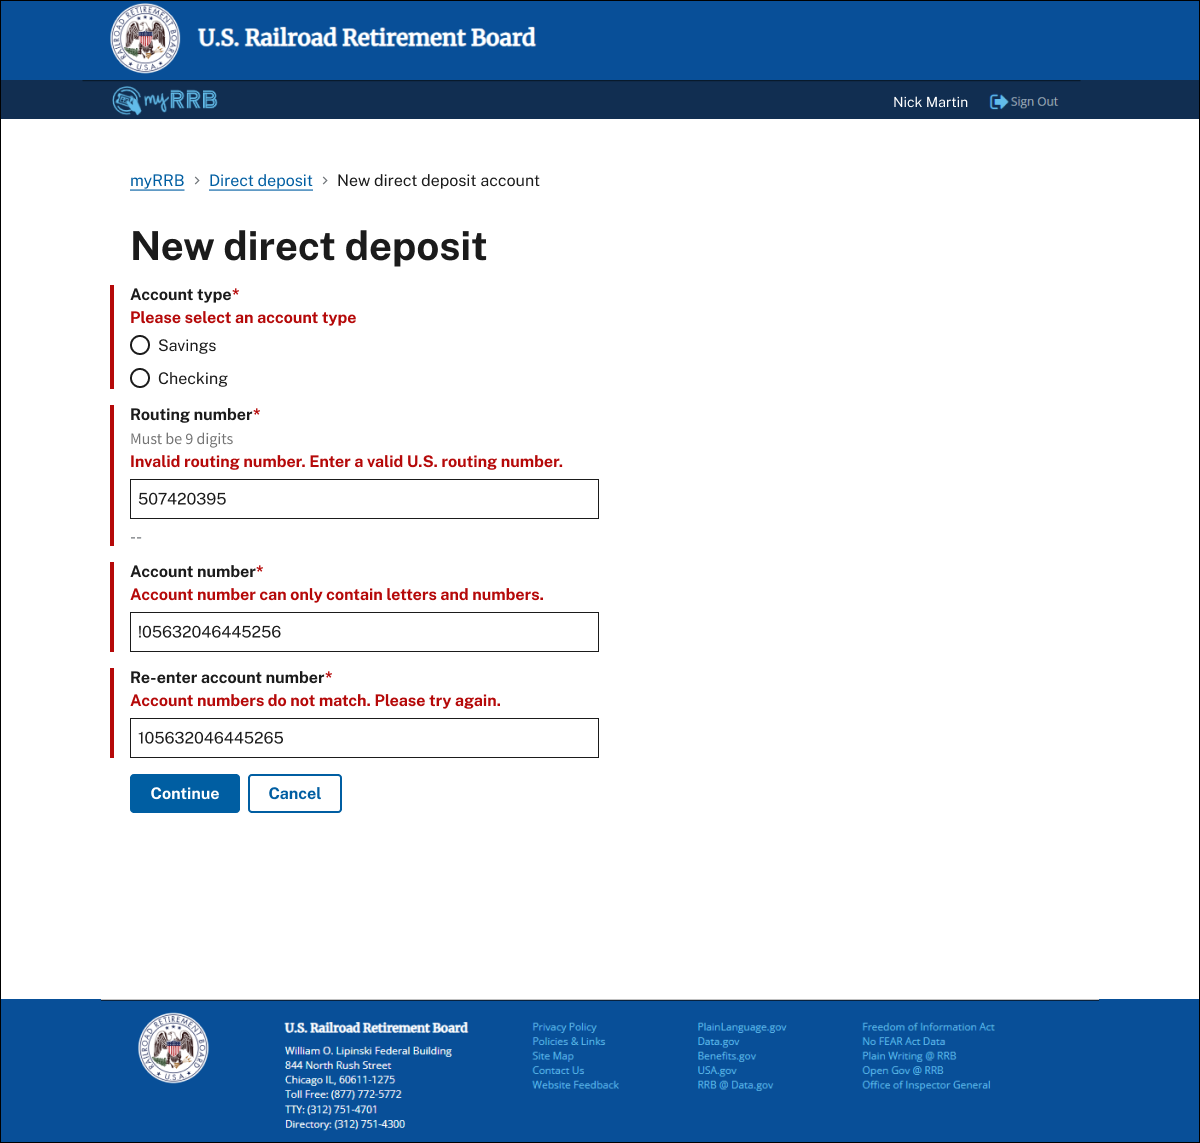 RAILROAD RETIREMENT BOARD
U.S.A.
U.S. Railroad Retirement Board
myRRB
Nick Martin
Sign Out
myRRB > Direct deposit > New direct deposit account
New direct deposit
Account type*
Please select an account type
Savings
Checking
Routing number*
Must be 9 digits
Invalid routing number. Enter a valid U.S. routing number.
507420395
--
Account number*
Account number can only contain letters and numbers.
!05632046445256
Re-enter account number*
Account numbers do not match. Please try again.
105632046445265
Continue
Cancel
RAILROAD RETIREMENT BOARD
U.S.A.
U.S. Railroad Retirement Board
William O. Lipinski Federal Building
844 North Rush Street
Chicago IL, 60611-1275
Toll Free: (877) 772-5772
TTY: (312) 751-4701
Directory: (312) 751-4300
Privacy Policy
Policies & Links
Site Map
Contact Us
Website Feedback
PlainLanguage.gov
Data.gov
Benefits.gov
USA.gov
RRB @ Data.gov
Freedom of Information Act
No FEAR Act Data
Plain Writing @ RRB
Open Gov @ RRB
Office of Inspector General